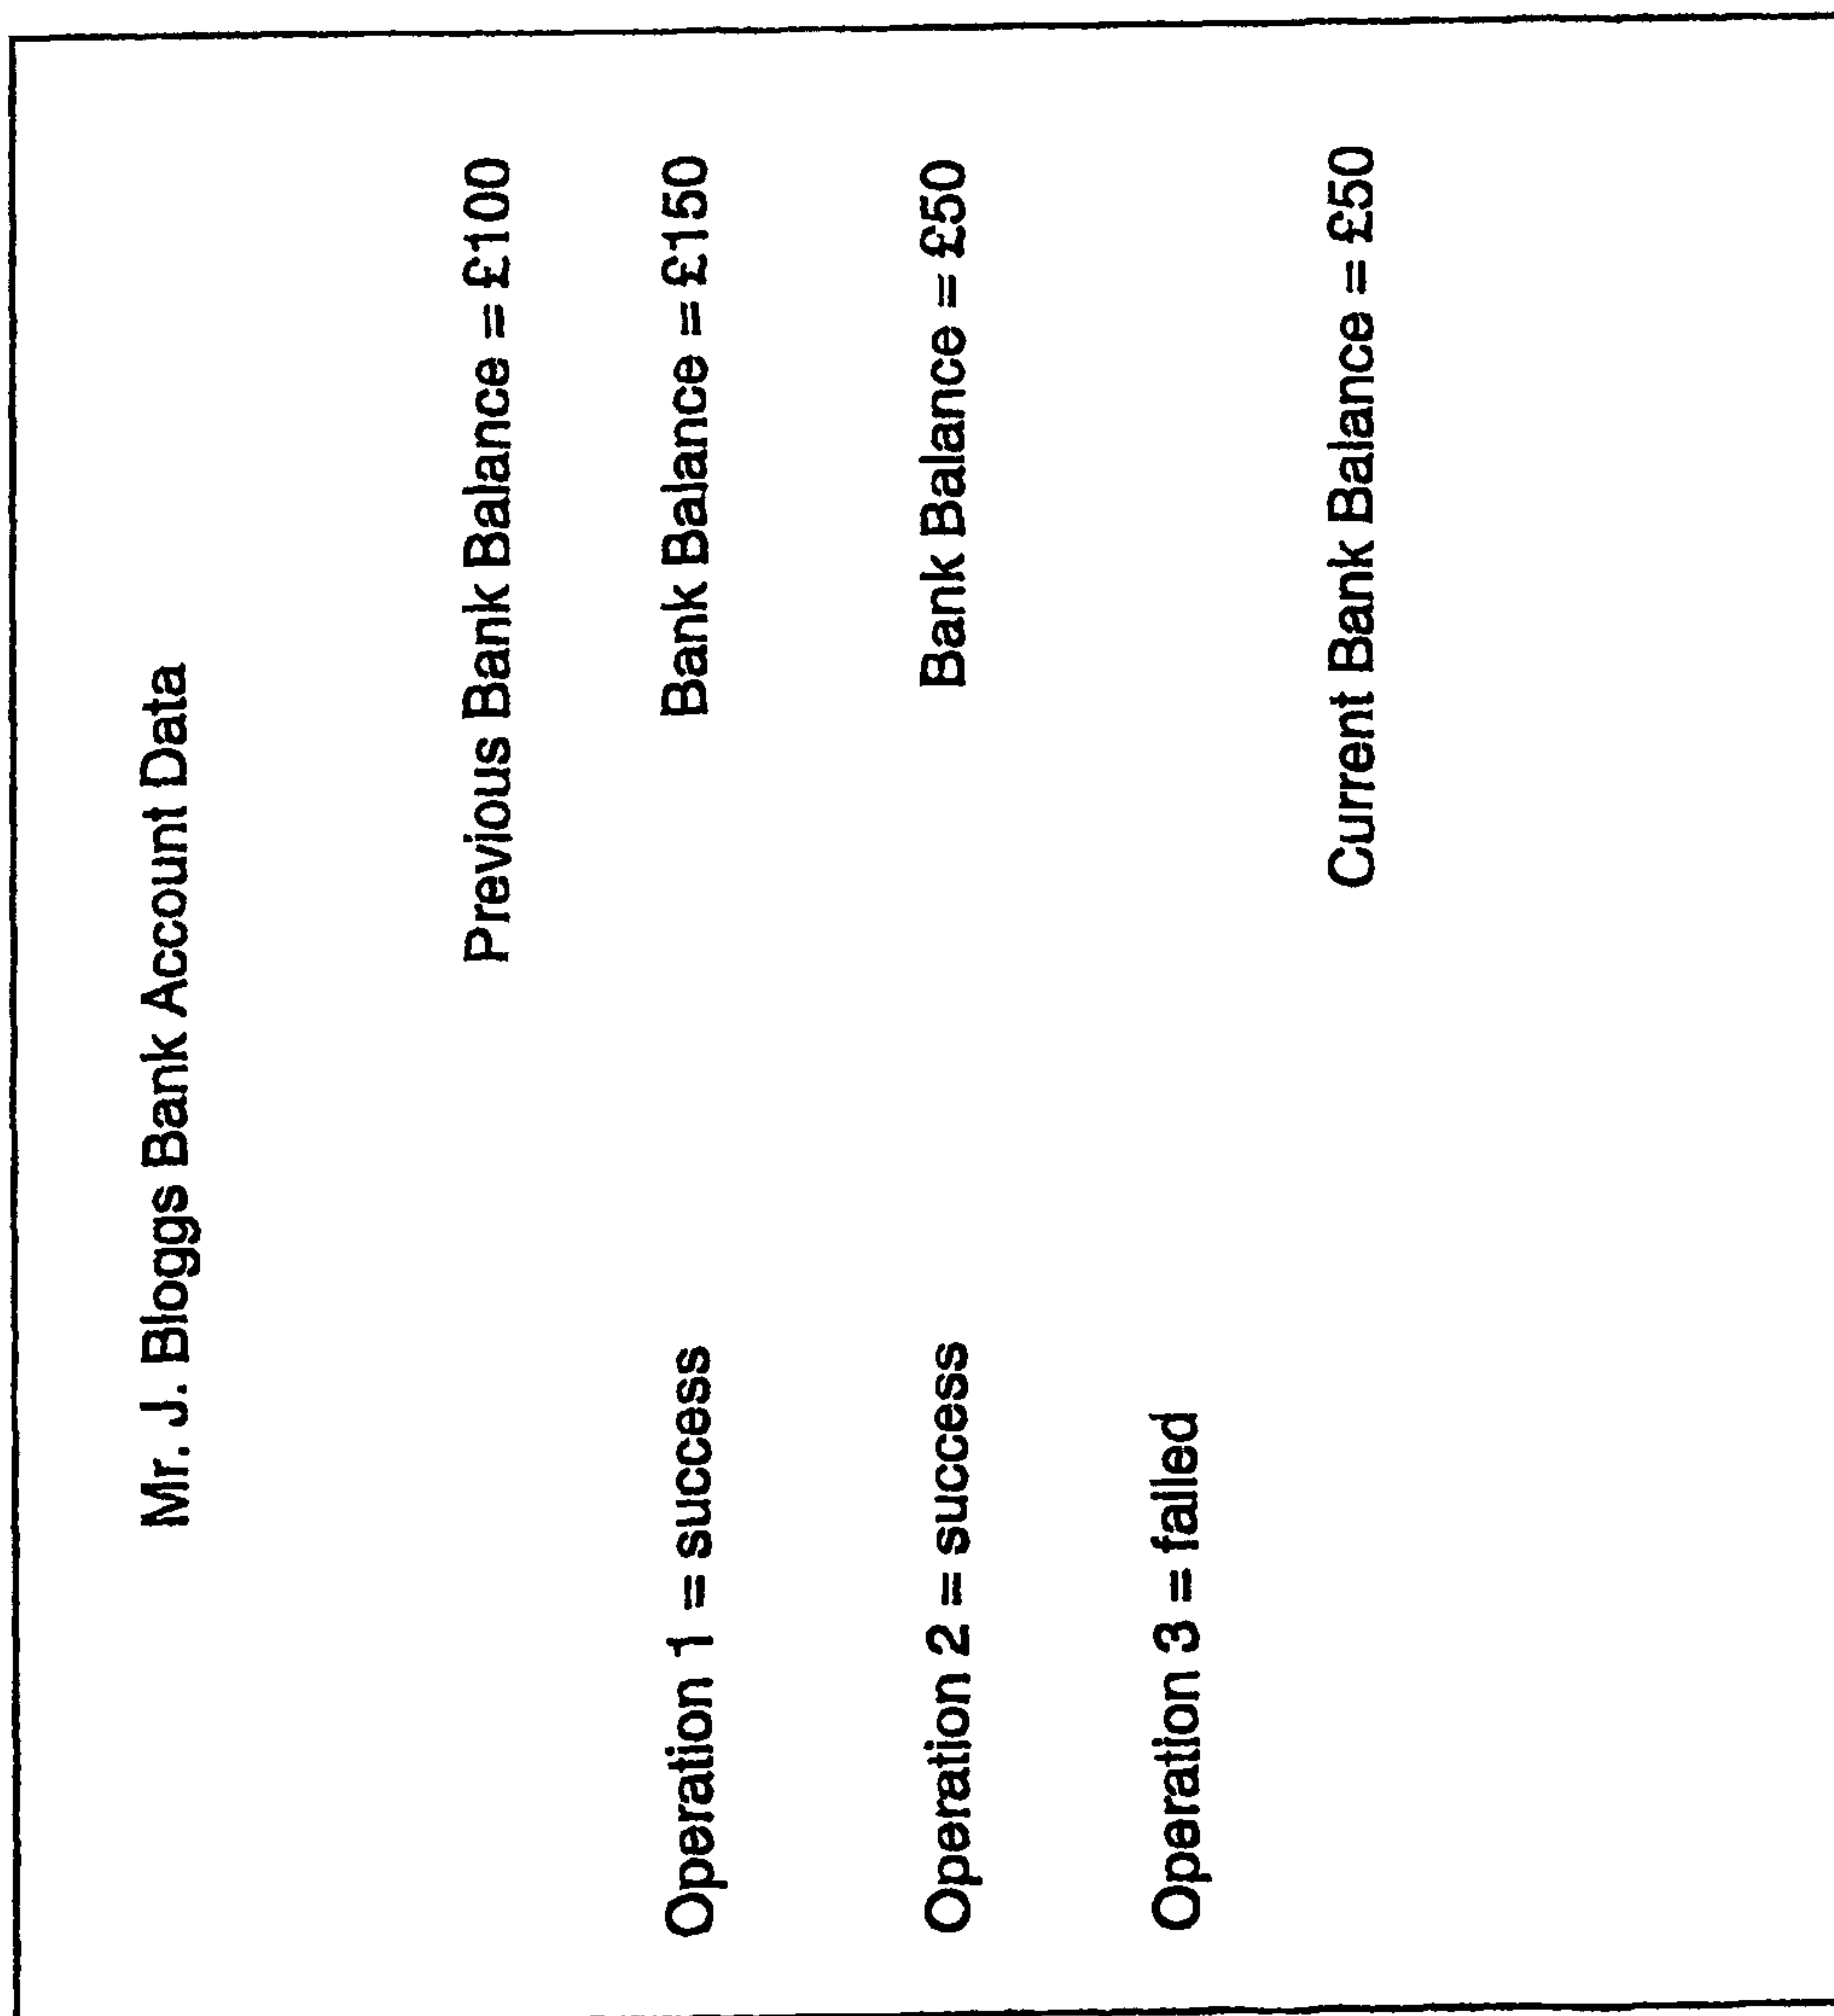 Mr. J. Bloggs Bank Account Data
Previous Bank Balance = £100
Operation 1 = success Bank Balance = £150
Operation 2 = success Bank Balance = £50
Operation 3 = failed
Current Bank Balance = £50